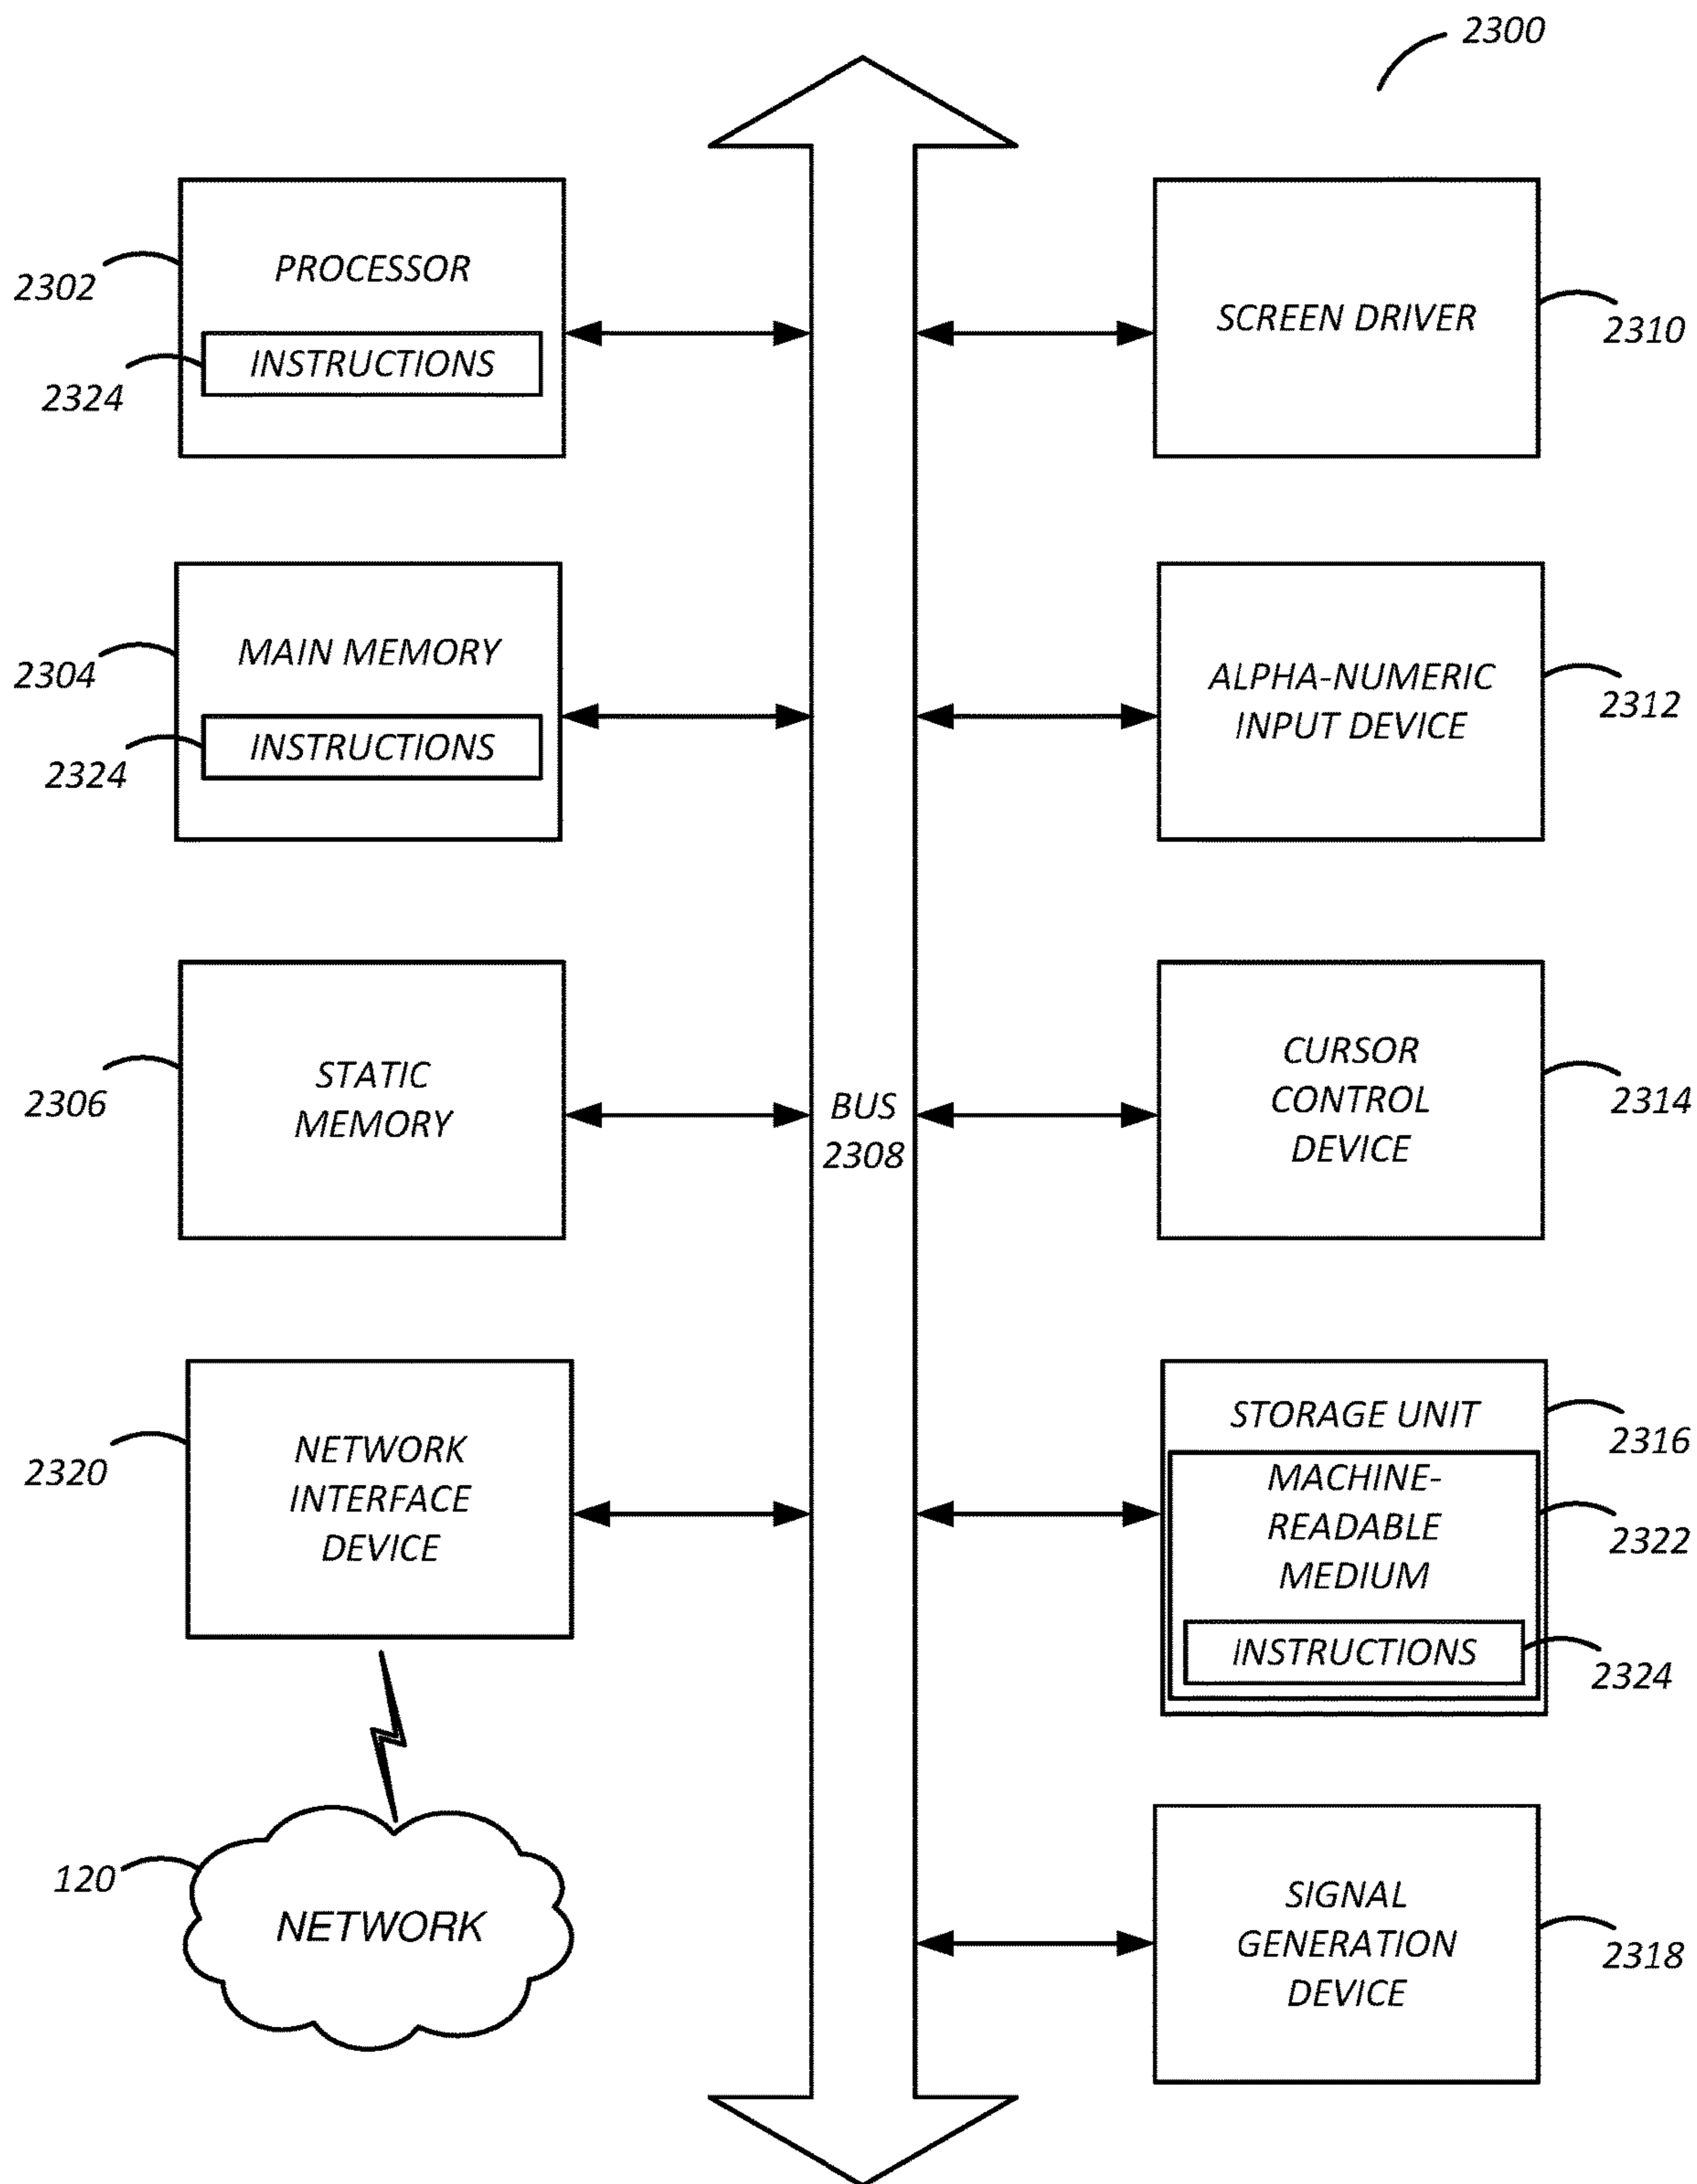 2300
PROCESSOR
2302
INSTRUCTIONS
2324
SCREEN DRIVER
2310
MAIN MEMORY
2304
INSTRUCTIONS
2324
ALPHA-NUMERIC
INPUT DEVICE
2312
STATIC
MEMORY
2306
BUS
2308
CURSOR
CONTROL
DEVICE
2314
NETWORK
INTERFACE
DEVICE
2320
STORAGE UNIT
2316
MACHINE-
READABLE
MEDIUM
2322
INSTRUCTIONS
2324
120
NETWORK
SIGNAL
GENERATION
DEVICE
2318